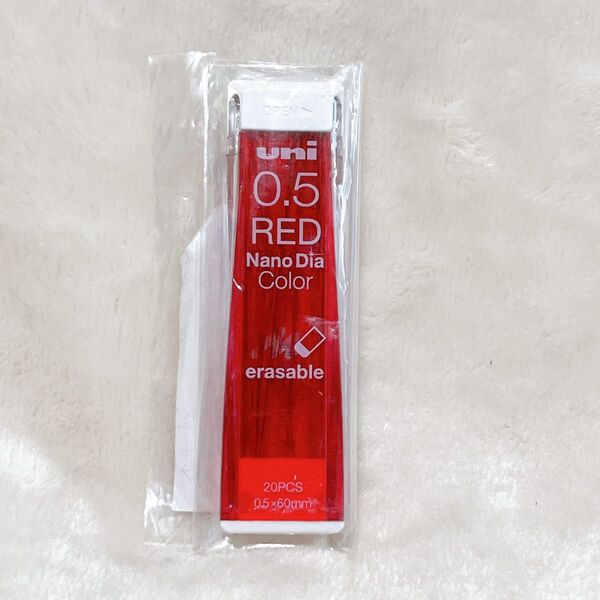 OPEN
uni
0.5
RED
Nano Dia
Color
erasable
20PCS
0.5×60mm